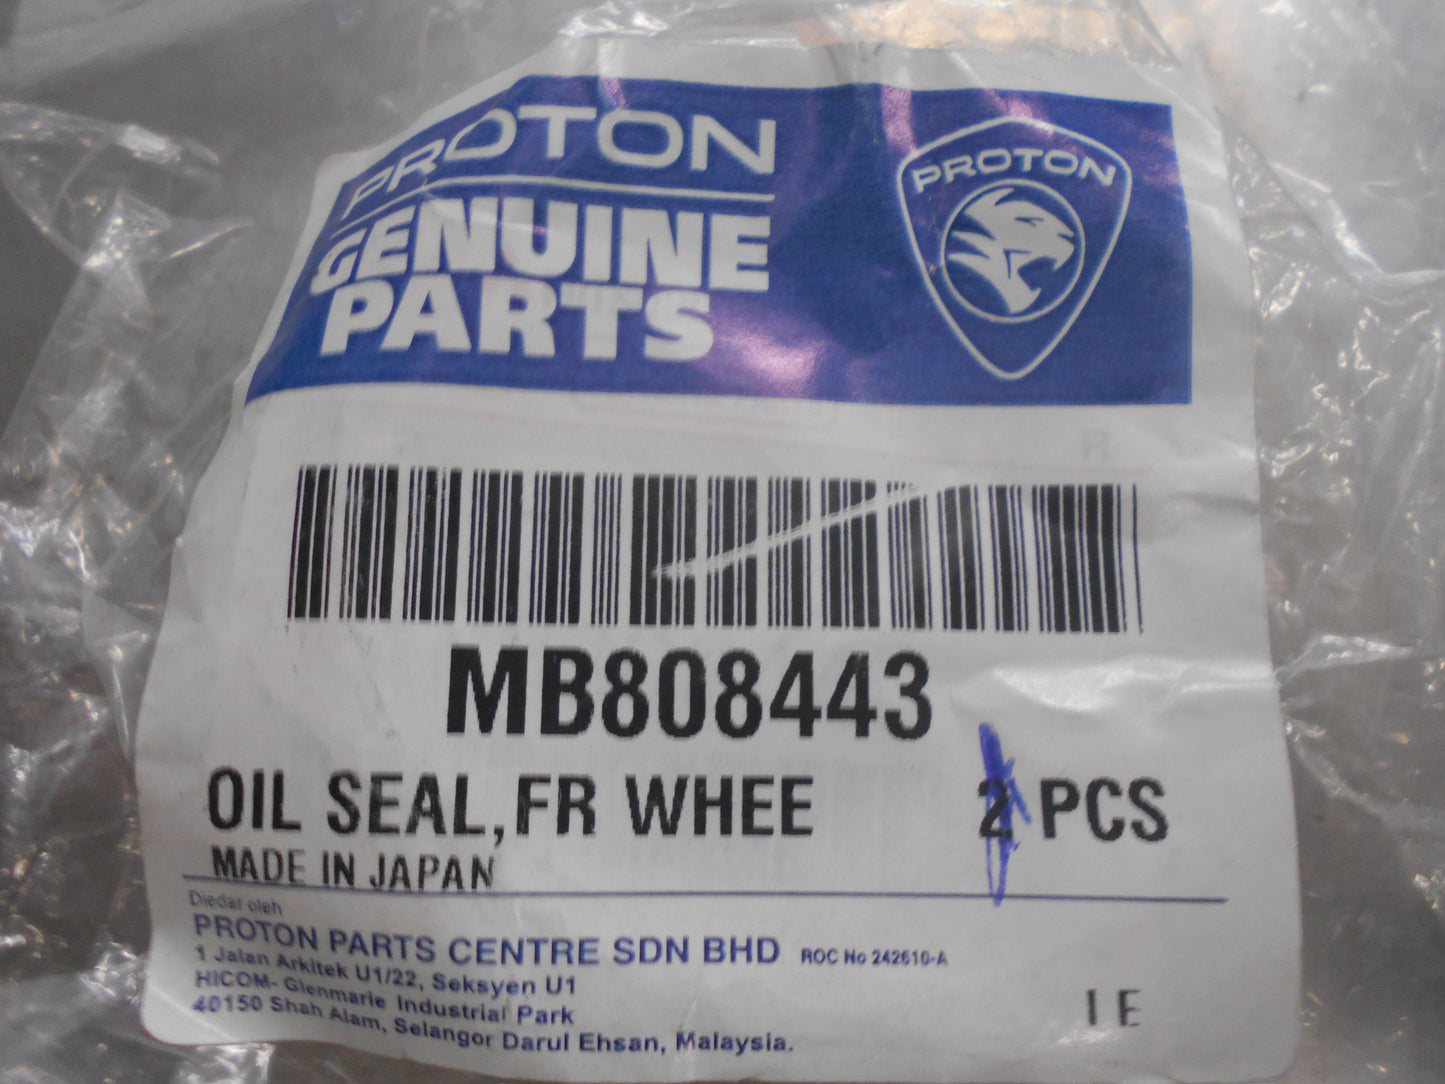 PROTON
GENUINE
PARTS
PROTON
MB808443
OIL SEAL,FR WHEE
2 PCS
MADE IN JAPAN
Diedar oleh
PROTON PARTS CENTRE SDN BHD ROC No 242610-A
1 Jalan Arkitek U1/22, Seksyen U1
HICOM- Glenmarie Industrial Park
40150 Shah Alam, Selangor Darul Ehsan, Malaysia.
I E